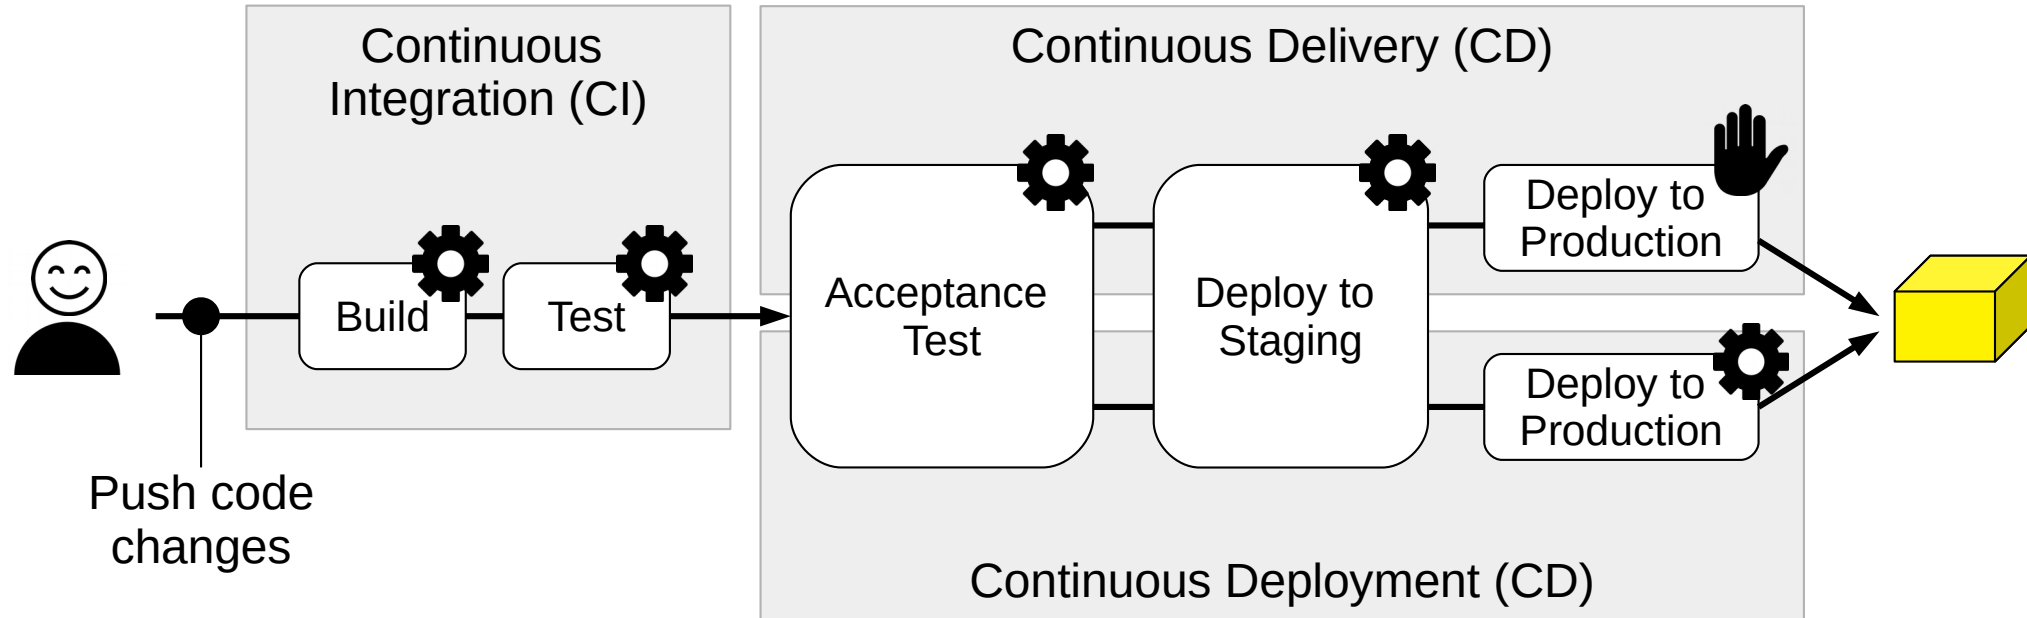 Continuous
Integration (CI)
Build
Test
Push code
changes
Continuous Delivery (CD)
Acceptance
Test
Deploy to
Staging
Deploy to
Production
Deploy to
Production
Continuous Deployment (CD)